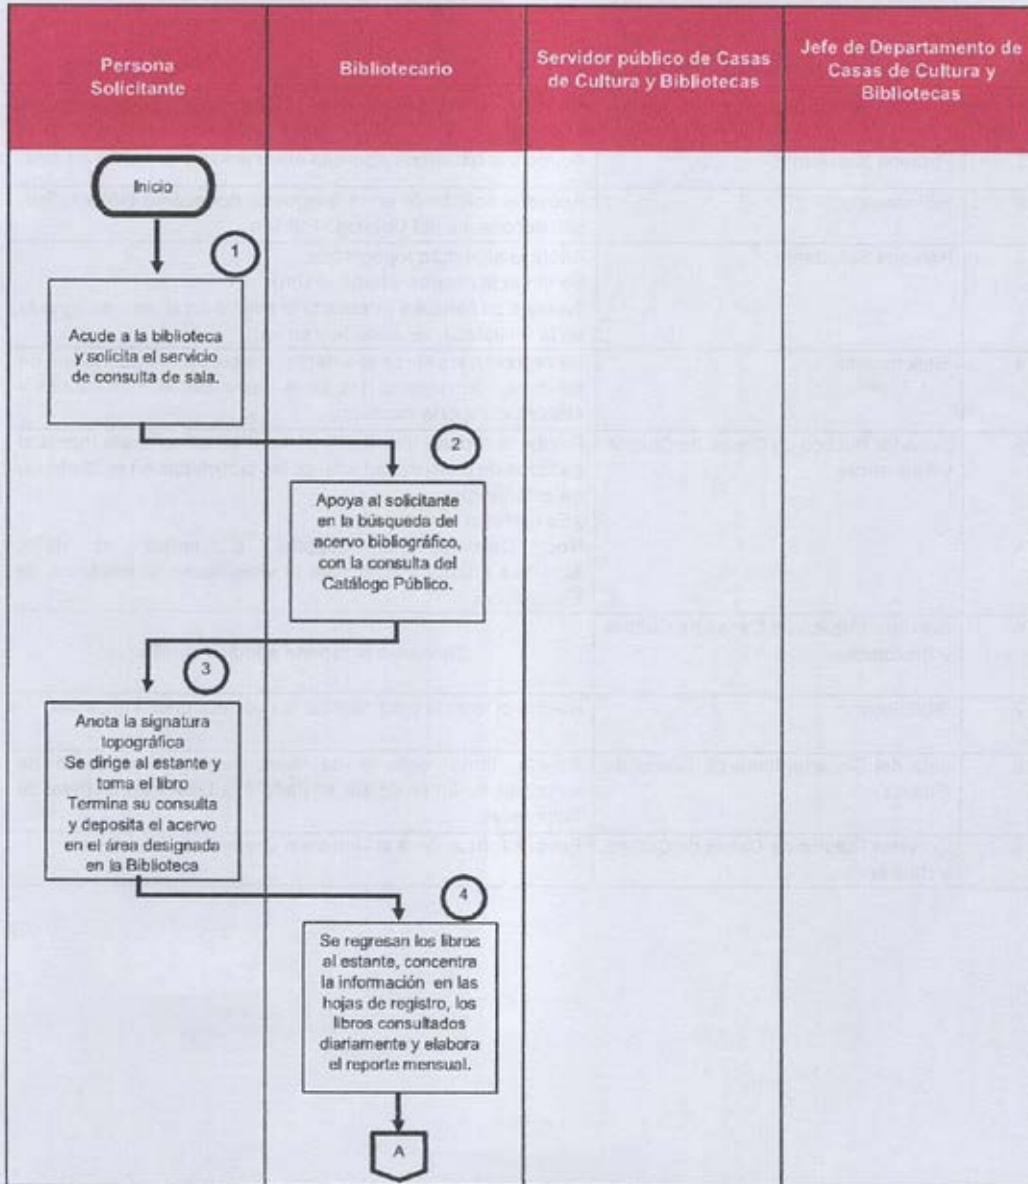 Persona
Solicitante
Bibliotecario
Servidor público de Casas
de Cultura y Bibliotecas
Jefe de Departamento de
Casas de Cultura y
Bibliotecas
Inicio
1
Acude a la biblioteca
y solicita el servicio
de consulta de sala.
2
Apoya al solicitante
en la búsqueda del
acervo bibliográfico,
con la consulta del
Catálogo Público.
3
Anota la signatura
topográfica
Se dirige al estante y
toma el libro
Termina su consulta
y deposita el acervo
en el área designada
en la Biblioteca
4
Se regresan los libros
al estante, concentra
la información en las
hojas de registro, los
libros consultados
diariamente y elabora
el reporte mensual.
A